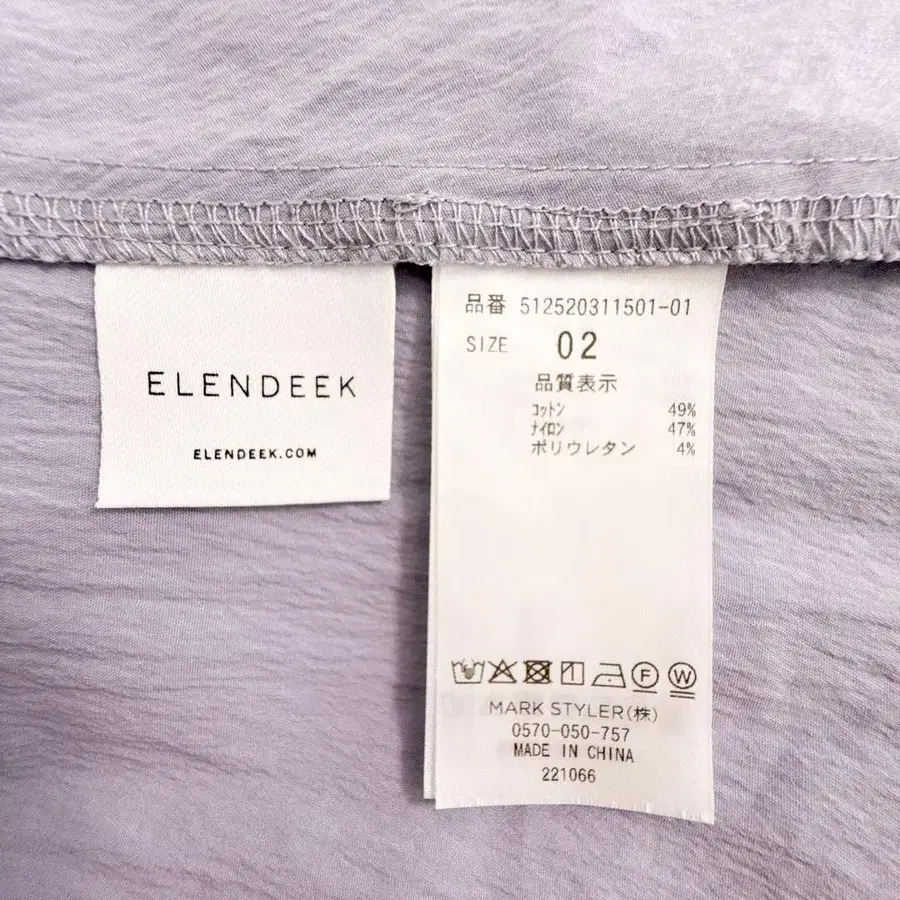 ELENDEEK
ELENDEEK.COM
品番 512520311501-01
SIZE 02
品質表示
ｺｯﾄﾝ 49%
ﾅｲﾛﾝ 47%
ポリウレタン 4%
F W
MARK STYLER(株)
0570-050-757
MADE IN CHINA
221066